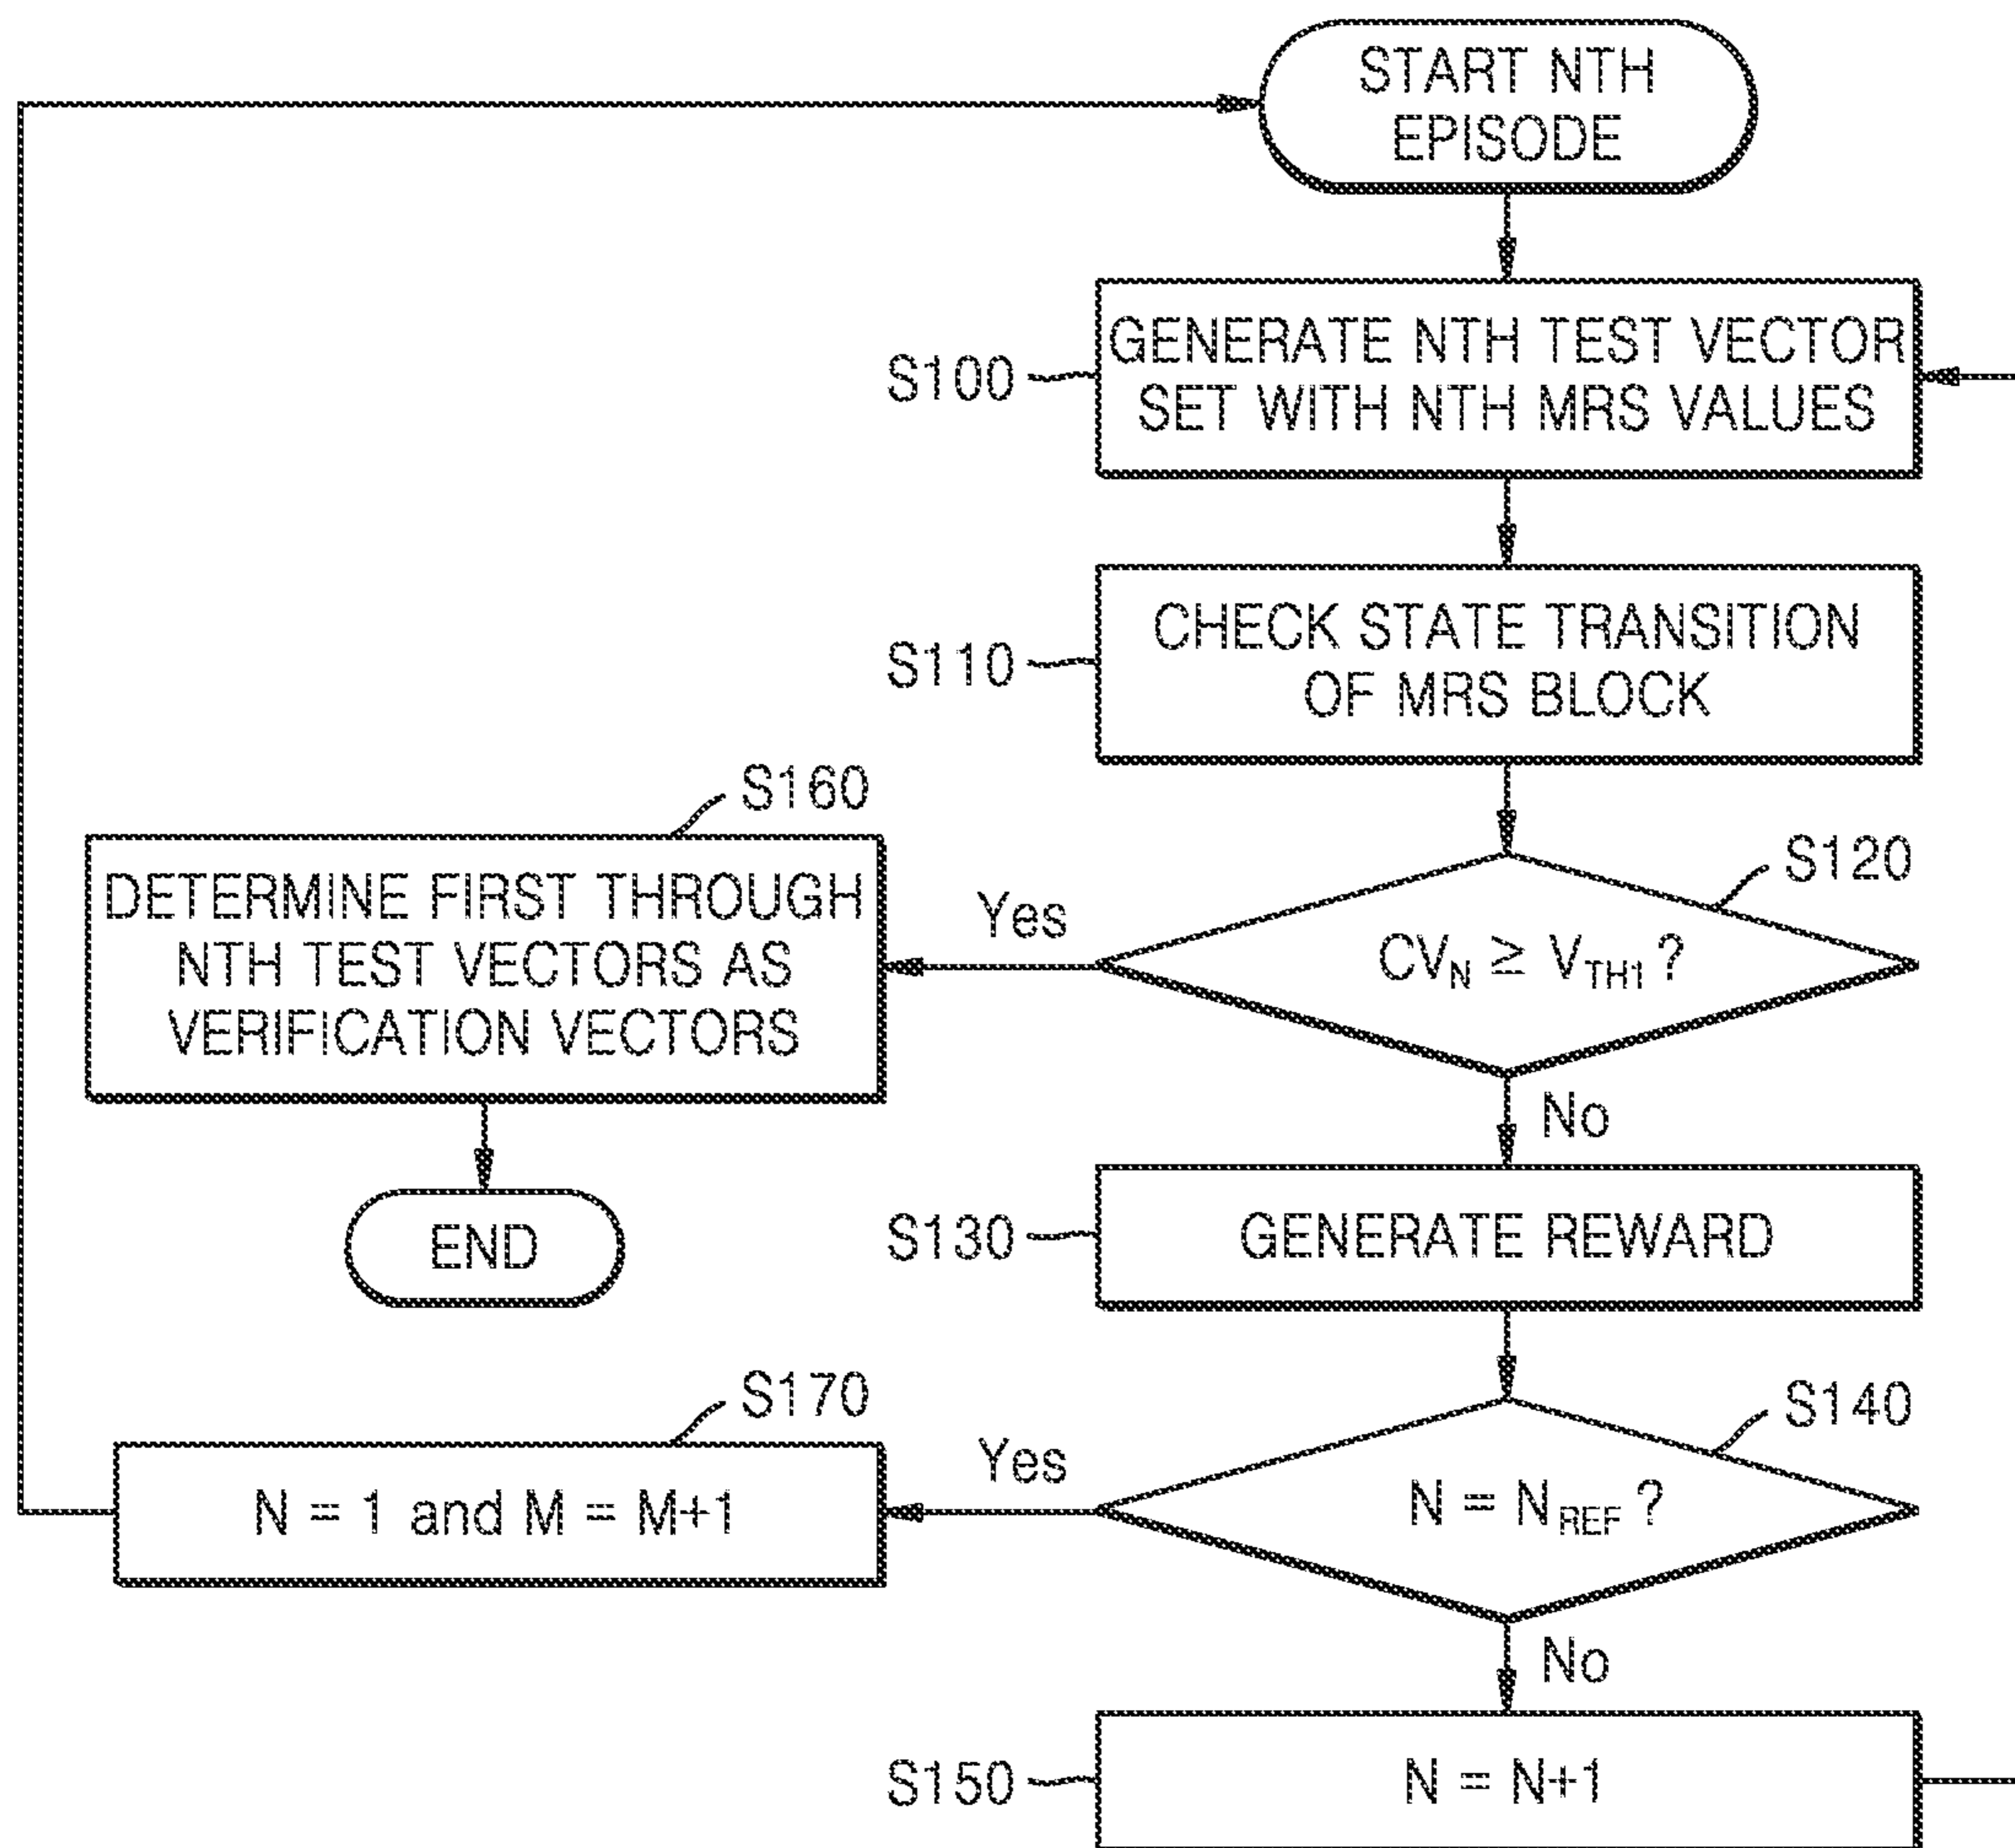 START NTH
EPISODE
S100
GENERATE NTH TEST VECTOR
SET WITH NTH MRS VALUES
S110
CHECK STATE TRANSITION
OF MRS BLOCK
S160
DETERMINE FIRST THROUGH
NTH TEST VECTORS AS
VERIFICATION VECTORS
Yes
S120
CV_N ≥ V_TH1 ?
No
END
S130
GENERATE REWARD
S170
N = 1 and M = M+1
Yes
S140
N = N_REF ?
No
S150
N = N+1